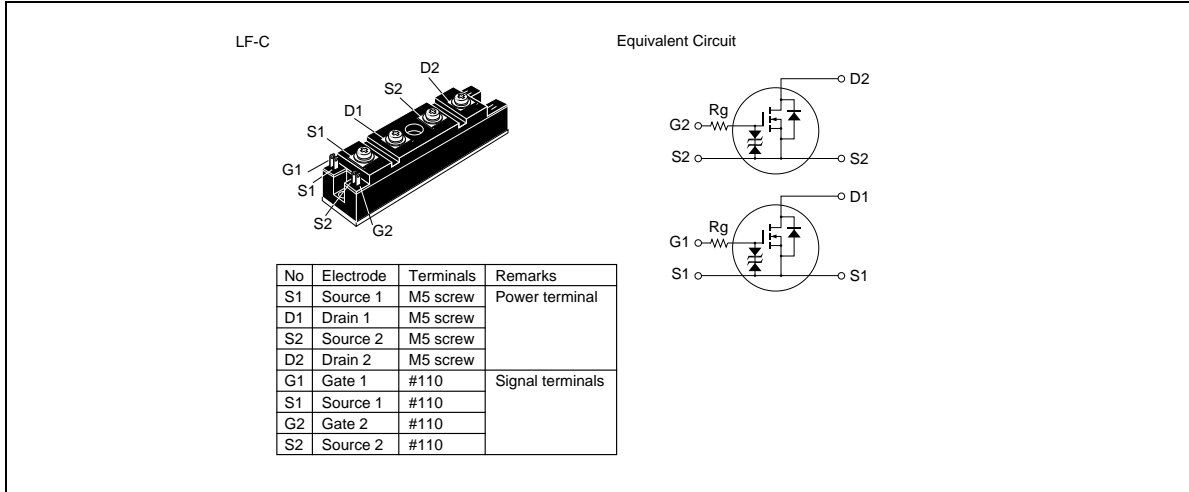 LF-C
D2
S2
D1
S1
G1
S1
S2
G2
Equivalent Circuit
D2
Rg
G2
S2 S2
D1
Rg
G1
S1 S1
No Electrode Terminals Remarks
S1 Source 1 M5 screw Power terminal
D1 Drain 1 M5 screw
S2 Source 2 M5 screw
D2 Drain 2 M5 screw
G1 Gate 1 #110 Signal terminals
S1 Source 1 #110
G2 Gate 2 #110
S2 Source 2 #110